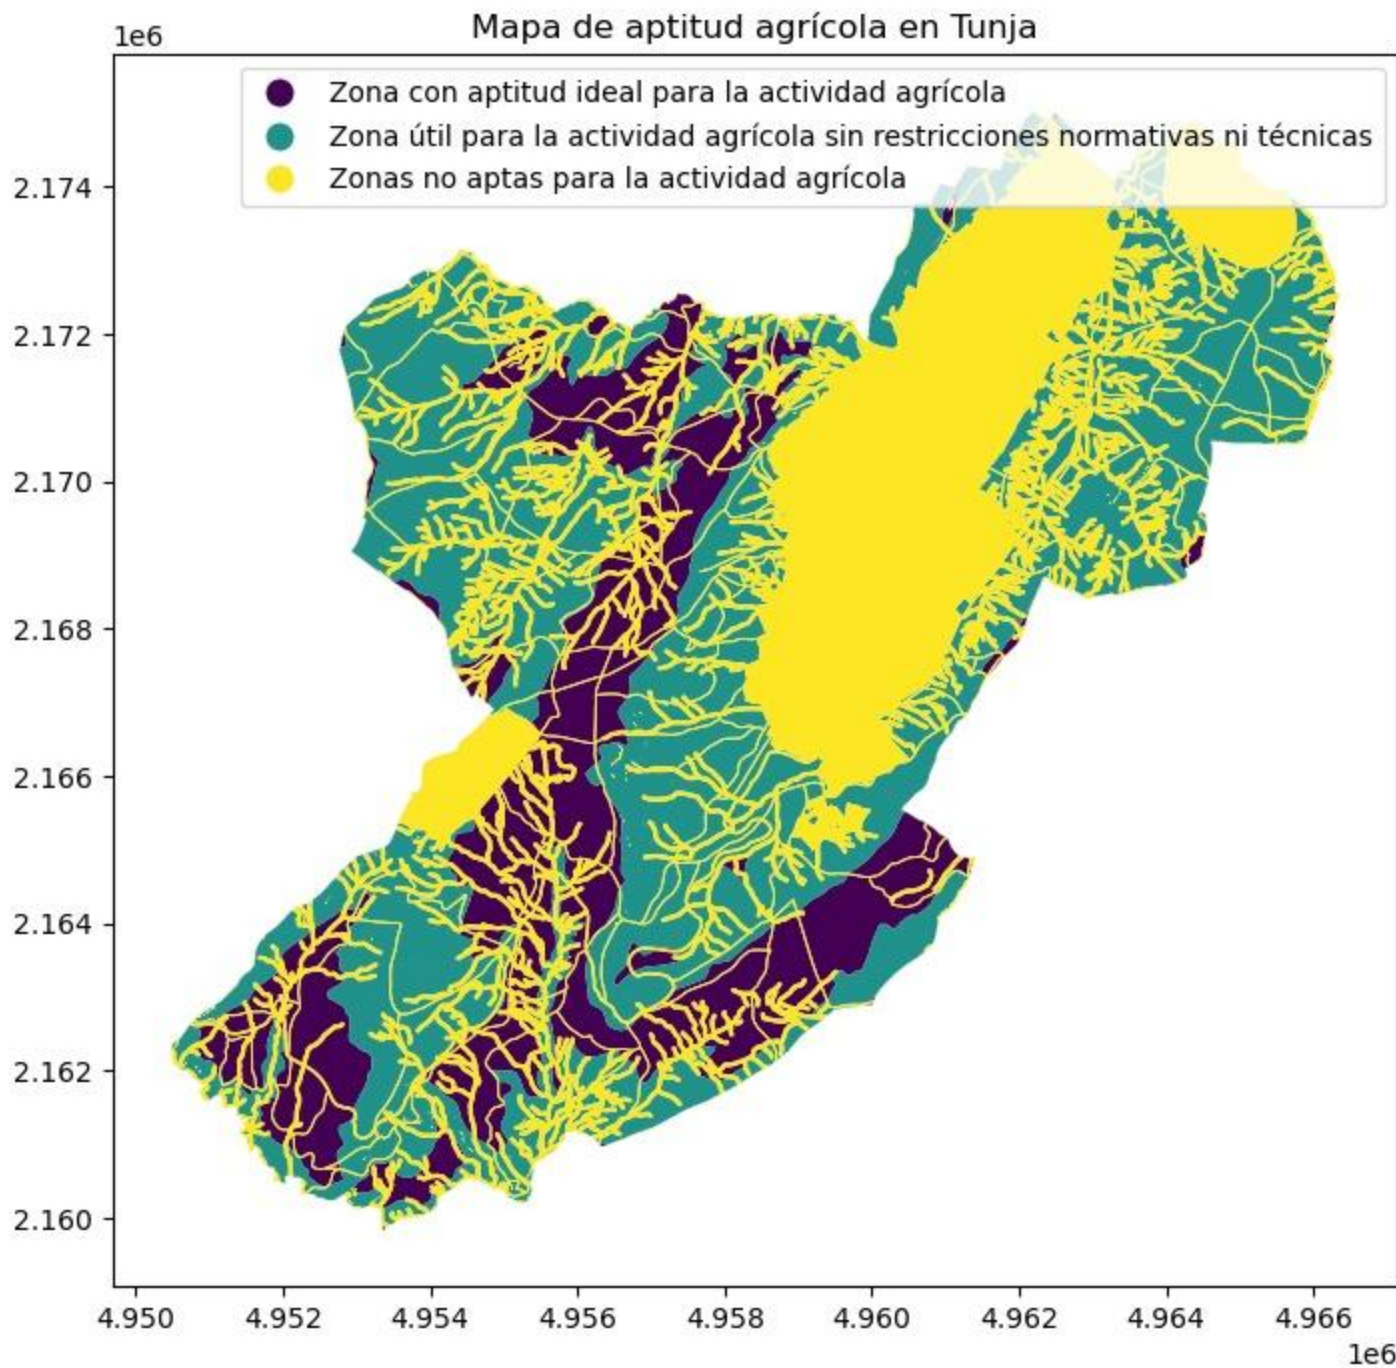 Mapa de aptitud agrícola en Tunja
1e6
Zona con aptitud ideal para la actividad agrícola
Zona útil para la actividad agrícola sin restricciones normativas ni técnicas
Zonas no aptas para la actividad agrícola
2.174
2.172
2.170
2.168
2.166
2.164
2.162
2.160
4.950 4.952 4.954 4.956 4.958 4.960 4.962 4.964 4.966
1e6